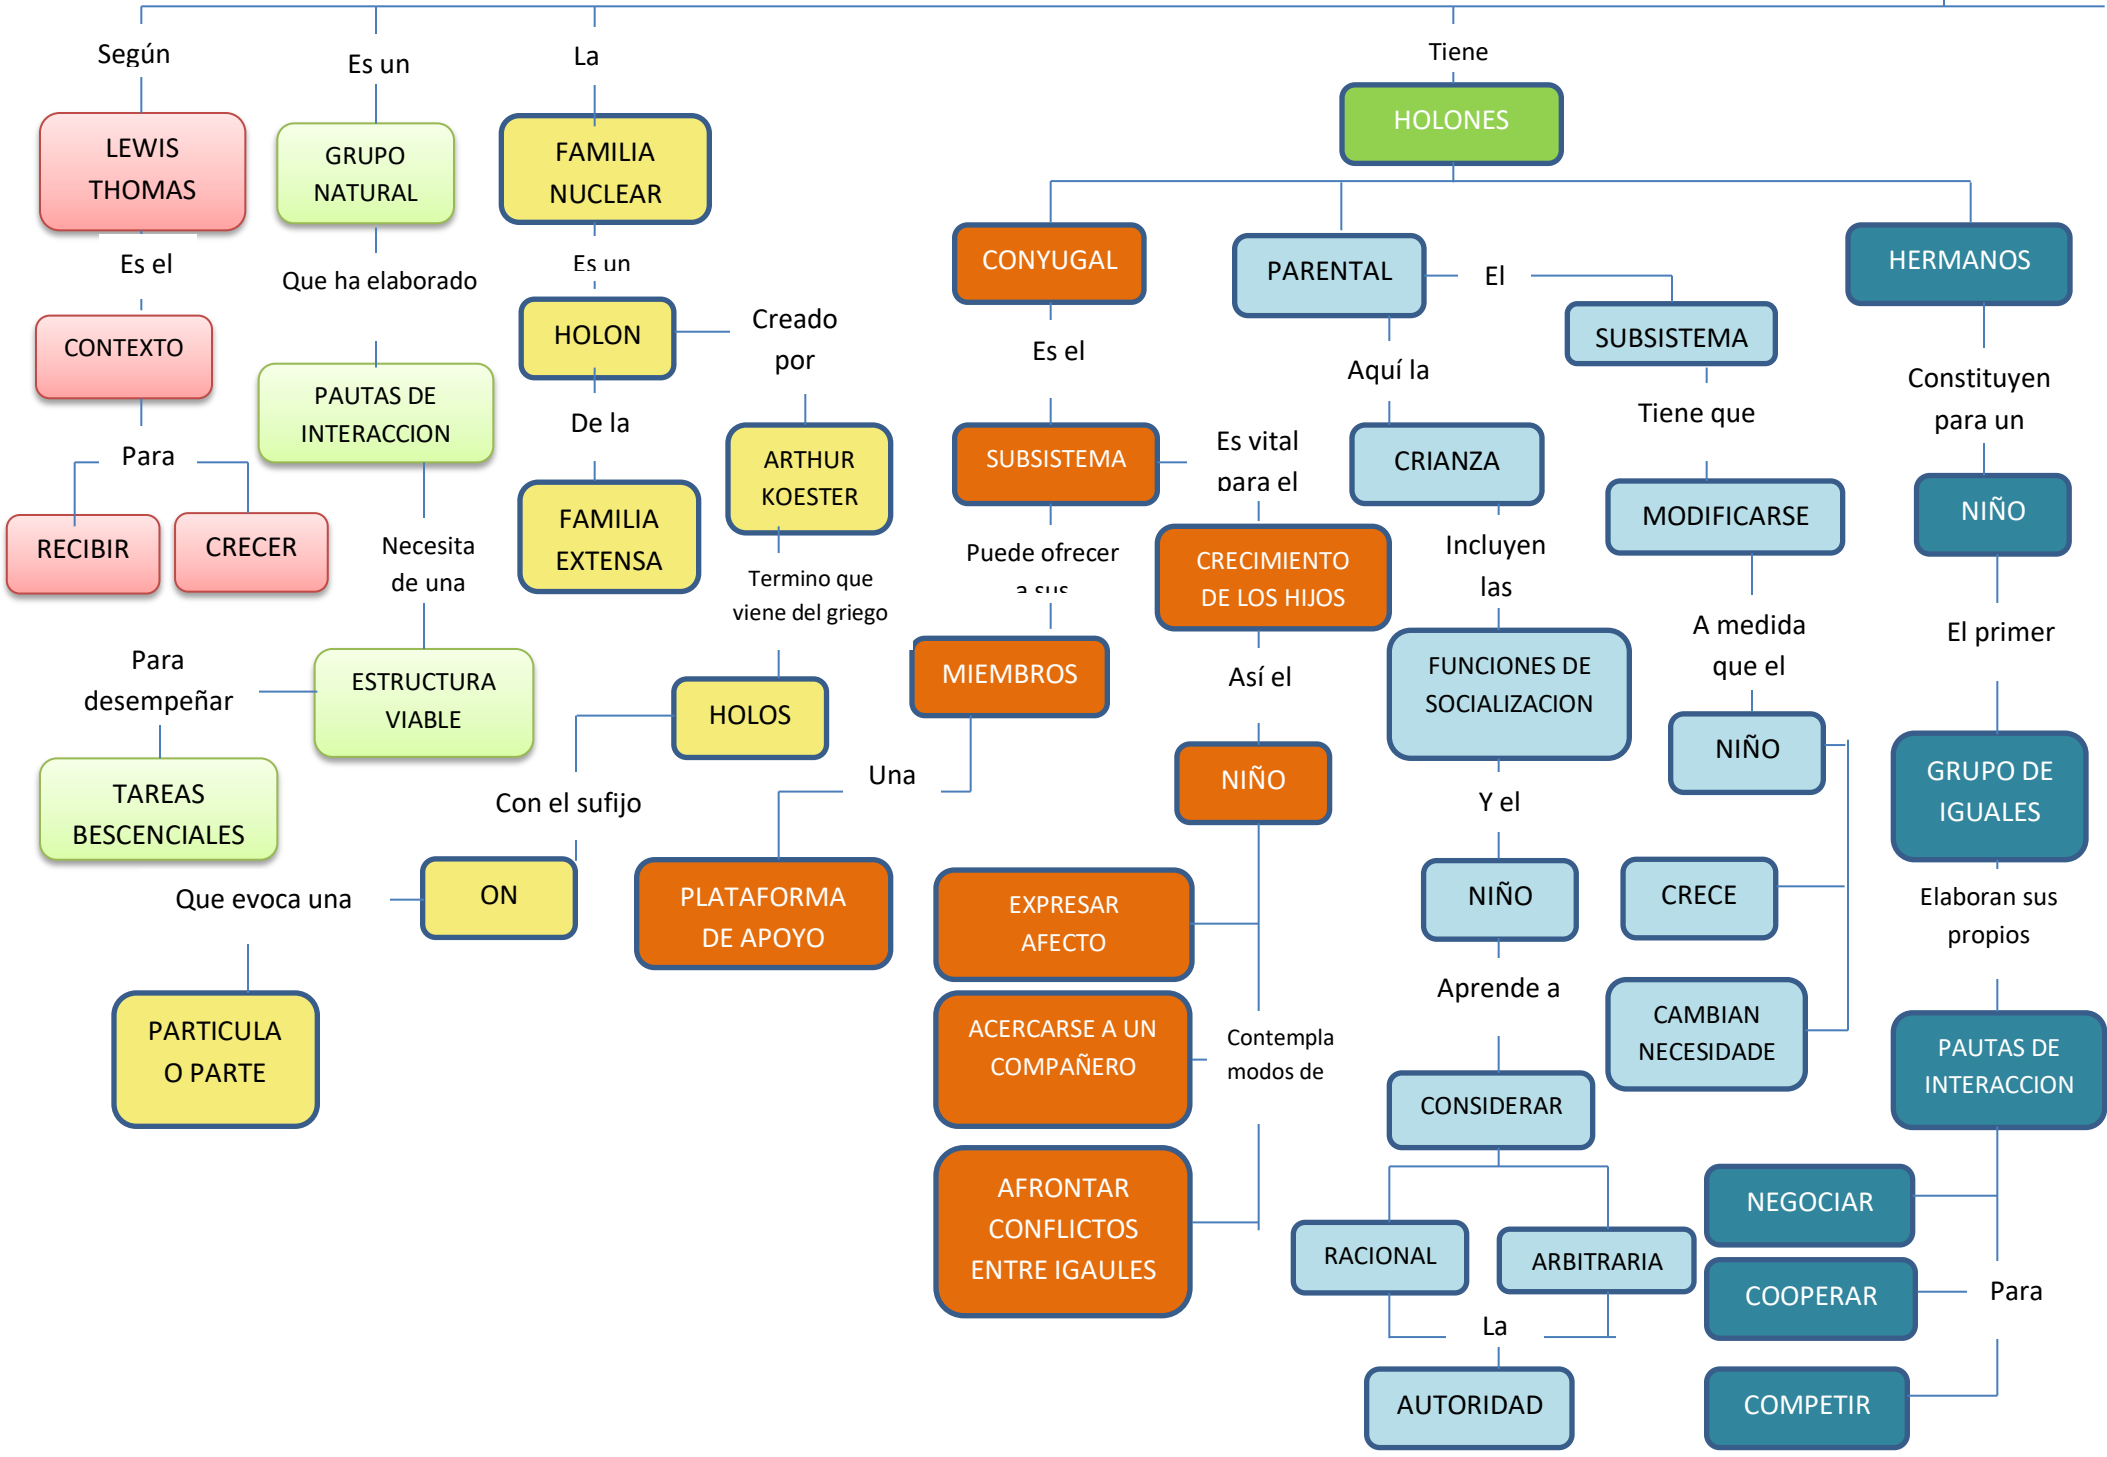 Según
LEWIS
THOMAS
Es el
CONTEXTO
Para
RECIBIR
CRECER
Es un
GRUPO
NATURAL
Que ha elaborado
PAUTAS DE
INTERACCION
Necesita
de una
ESTRUCTURA
VIABLE
Para
desempeñar
TAREAS
BESCENCIALES
La
FAMILIA
NUCLEAR
Es un
HOLON
De la
FAMILIA
EXTENSA
Creado
por
ARTHUR
KOESTER
Termino que
viene del griego
HOLOS
Con el sufijo
ON
Que evoca una
PARTICULA
O PARTE
Tiene
HOLONES
CONYUGAL
Es el
SUBSISTEMA
Puede ofrecer
a sus
MIEMBROS
Una
PLATAFORMA
DE APOYO
Es vital
para el
CRECIMIENTO
DE LOS HIJOS
Así el
NIÑO
Contempla
modos de
EXPRESAR
AFECTO
ACERCARSE A UN
COMPAÑERO
AFRONTAR
CONFLICTOS
ENTRE IGAULES
PARENTAL
Aquí la
CRIANZA
Incluyen
las
FUNCIONES DE
SOCIALIZACION
Y el
NIÑO
Aprende a
CONSIDERAR
RACIONAL
ARBITRARIA
La
AUTORIDAD
El
SUBSISTEMA
Tiene que
MODIFICARSE
A medida
que el
NIÑO
CRECE
CAMBIAN
NECESIDADE
HERMANOS
Constituyen
para un
NIÑO
El primer
GRUPO DE
IGUALES
Elaboran sus
propios
PAUTAS DE
INTERACCION
Para
NEGOCIAR
COOPERAR
COMPETIR